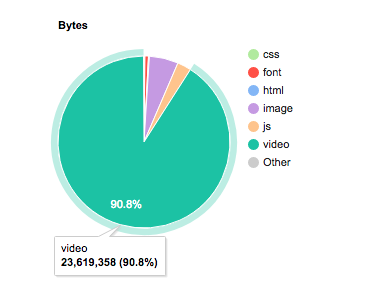 Bytes
css
font
html
image
js
video
Other
90.8%
video
23,619,358 (90.8%)